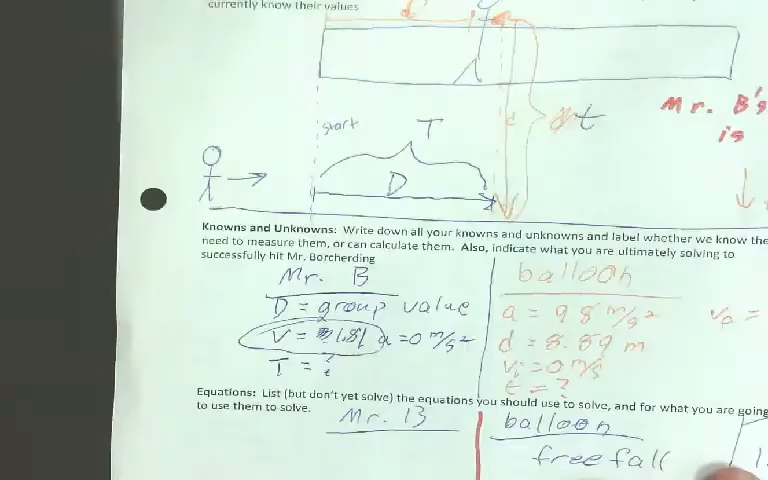 currently know their values
d
t
Mr. B's
is
start
T
D
Knowns and Unknowns: Write down all your knowns and unknowns and label whether we know the
need to measure them, or can calculate them. Also, indicate what you are ultimately solving to
successfully hit Mr. Borcherding
Mr. B
balloon
D = group value
a = 9.8 m/s²
V = 1.81
a = 0 m/s²
d = 8.89 m
T = ?
vi = 0 m/s
t = ?
Equations: List (but don't yet solve) the equations you should use to solve, and for what you are going
to use them to solve.
Mr. B
balloon
free fall